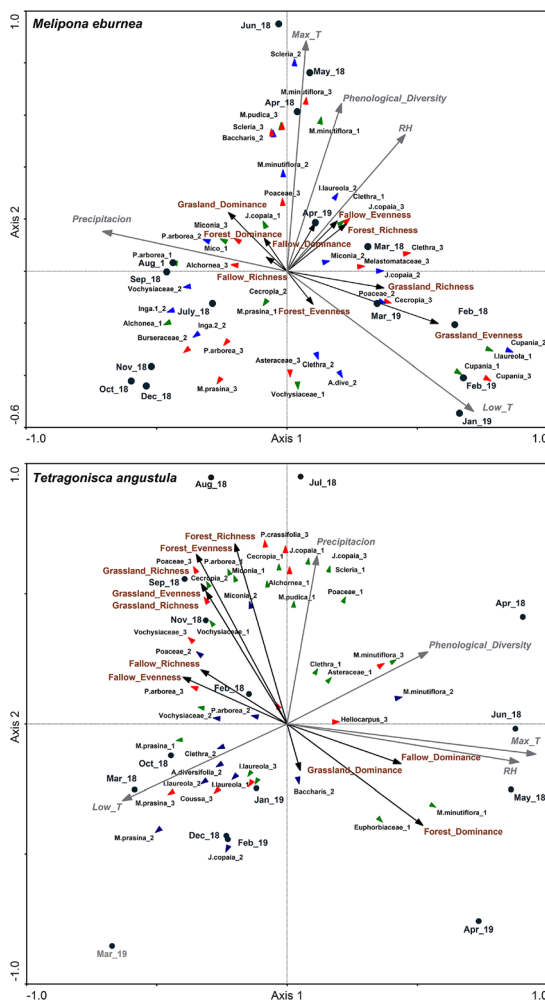 1.0
Melipona eburnea
Jun_18
Max_T
Scleria_2
May_18
M.minutiflora_3
Phenological_Diversity
Apr_18
M.pudica_3
Scleria_3
M.minutiflora_1
RH
Baccharis_2
M.minutiflora_2
I.laureola_2
Clethra_1
Poaceae_3
J.copaia_3
Grasland_Dominance
Apr_19
Fallow_Evenness
J.copaia_1
Miconia_3
Forest_Richness
Precipitacion
Forest_Dominance
P.arborea_2
Mico_1
Fallow_Dominance
Mar_18
Clethra_3
P.arborea_1
Miconia_2
Melastomataceae_3
Aug_1
Alchornea_3
Sep_18
Fallow_Richness
J.copaia_2
Vochysiaceae_2
Cecropia_2
Grassland_Richness
Poaceae_2
July_18
M.prasina_1
Cecropia_3
Inga.1_2
Forest_Evenness
Mar_19
Feb_18
Alchonea_1
Inga.2_2
Grassland_Evenness
Burseraceae_2
P.arborea_3
Cupania_2
I.laureola_1
Asteraceae_3
Nov_18
Clethra_2
Cupania_1
M.prasina_3
A.dive_2
Cupania_3
Oct_18
Dec_18
Vochysiaceae_1
Feb_19
Low_T
Jan_19
Axis 2
-0.6
-1.0
Axis 1
1.0
1.0
Tetragonisca angustula
Aug_18
Jul_18
Forest_Richness
P.crassifolia_3
Forest_Evenness
Precipitacion
Poaceae_3
J.copaia_1
J.copaia_3
Cecropia_1
Grassland_Richness
Miconia_1
Scleria_1
Sep_18
Cecropia_2
Alchornea_1
Grassland_Evenness
Miconia_2
M.pudica_1
Poaceae_1
Grassland_Richness
Apr_18
Nov_18
Vochysiaceae_3
Vochysiaceae_1
Phenological_Diversity
Poaceae_2
M.minutiflora_3
Fallow_Richness
Clethra_1
Asteraceae_1
Fallow_Evenness
Feb_18
M.minutiflora_2
P.arborea_3
P.arborea_2
Vochysiaceae_2
Heliocarpus_3
Jun_18
M.prasina_1
Clethra_2
Max_T
Oct_18
Fallow_Dominance
A.diversifolia_2
I.laureola_3
Grassland_Dominance
RH
Mar_18
I.laureola_2
I.laureola_1
Baccharis_2
May_18
Low_T
M.prasina_3
Coussa_3
Jan_19
M.minutiflora_1
Euphorbiaceae_1
Forest_Dominance
M.prasina_2
Dec_18
Feb_19
J.copaia_2
Apr_19
Mar_19
Axis 2
-1.0
-1.0
Axis 1
1.0